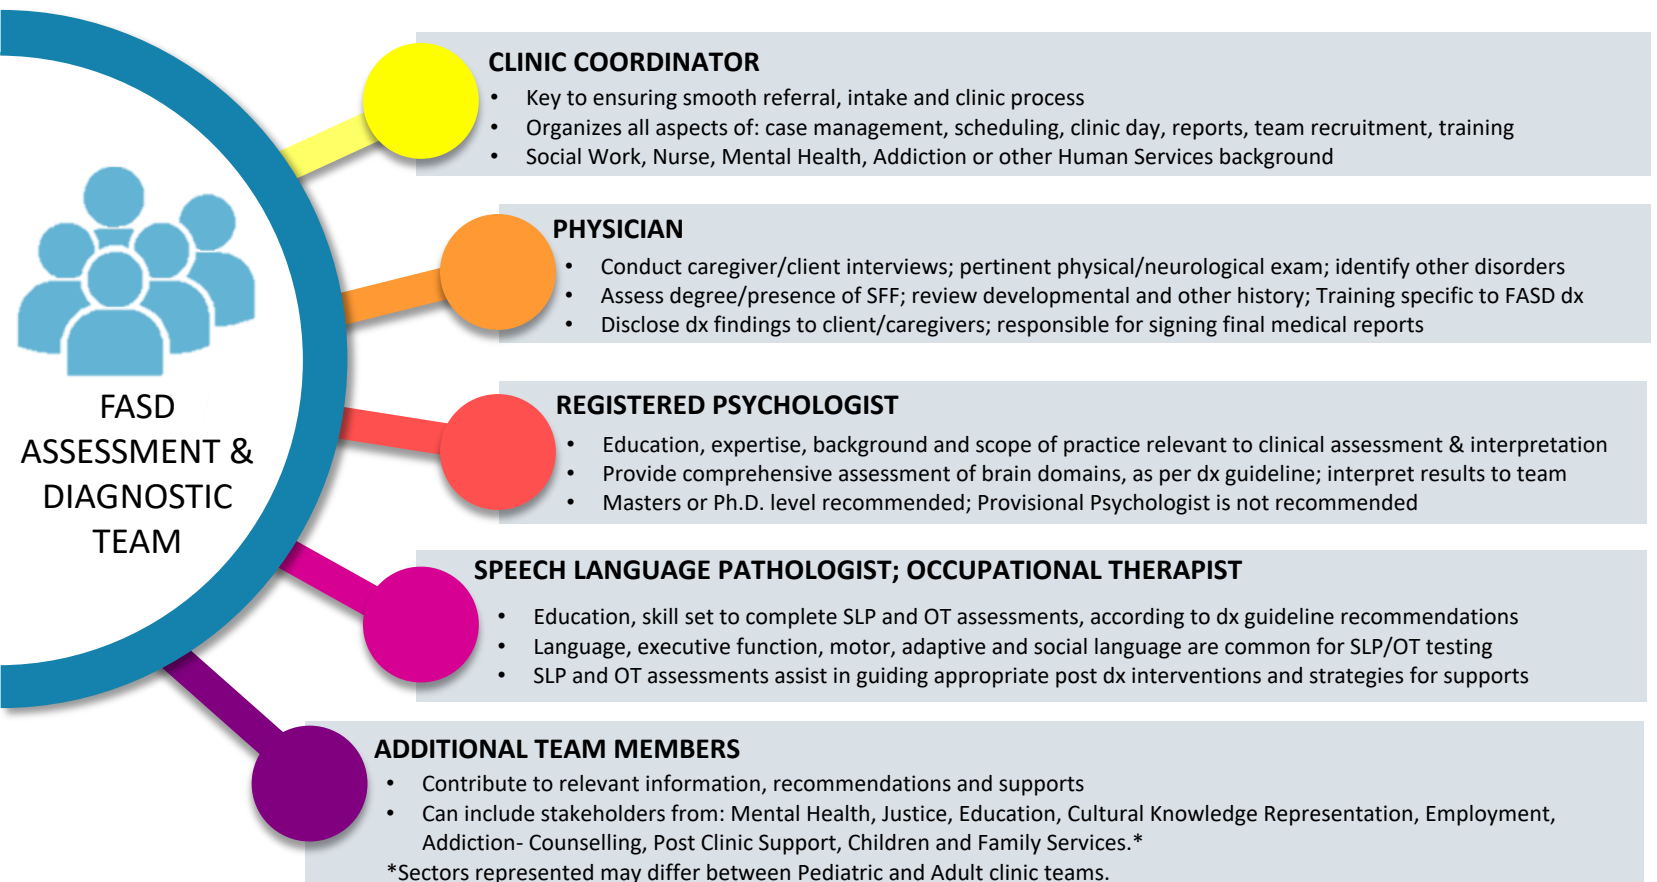 FASD
ASSESSMENT &
DIAGNOSTIC
TEAM
CLINIC COORDINATOR
• Key to ensuring smooth referral, intake and clinic process
• Organizes all aspects of: case management, scheduling, clinic day, reports, team recruitment, training
• Social Work, Nurse, Mental Health, Addiction or other Human Services background
PHYSICIAN
• Conduct caregiver/client interviews; pertinent physical/neurological exam; identify other disorders
• Assess degree/presence of SFF; review developmental and other history; Training specific to FASD dx
• Disclose dx findings to client/caregivers; responsible for signing final medical reports
REGISTERED PSYCHOLOGIST
• Education, expertise, background and scope of practice relevant to clinical assessment & interpretation
• Provide comprehensive assessment of brain domains, as per dx guideline; interpret results to team
• Masters or Ph.D. level recommended; Provisional Psychologist is not recommended
SPEECH LANGUAGE PATHOLOGIST; OCCUPATIONAL THERAPIST
• Education, skill set to complete SLP and OT assessments, according to dx guideline recommendations
• Language, executive function, motor, adaptive and social language are common for SLP/OT testing
• SLP and OT assessments assist in guiding appropriate post dx interventions and strategies for supports
ADDITIONAL TEAM MEMBERS
• Contribute to relevant information, recommendations and supports
• Can include stakeholders from: Mental Health, Justice, Education, Cultural Knowledge Representation, Employment,
Addiction- Counselling, Post Clinic Support, Children and Family Services.*
*Sectors represented may differ between Pediatric and Adult clinic teams.